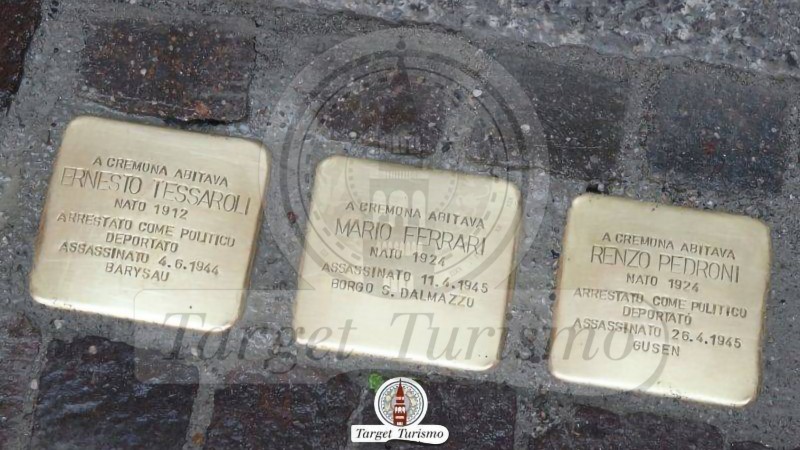 A CREMONA ABITAVA
ERNESTO TESSAROLI
NATO 1912
ARRESTATO COME POLITICO
DEPORTATO
ASSASSINATO 4.6.1944
BARYSAU
A CREMONA ABITAVA
MARIO FERRARI
NATO 1924
ASSASSINATO 11.4.1945
BORGO S. DALMAZZO
A CREMONA ABITAVA
RENZO PEDRONI
NATO 1924
ARRESTATO COME POLITICO
DEPORTATO
ASSASSINATO 26.4.1945
GUSEN
Target Turismo
Target Turismo